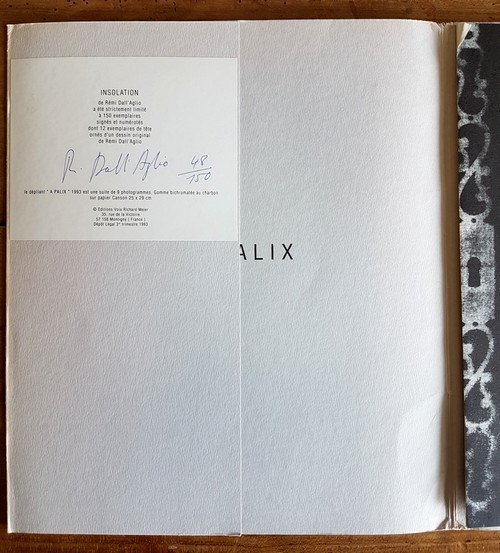 INSOLATION
de Rémi Dall'Aglio
a été strictement limité
à 150 exemplaires
signés et numérotés
dont 12 exemplaires de tête
ornés d'un dessin original
de Rémi Dall'Aglio
R. Dall'Aglio 48/150
le dépliant " A PALIX " 1993 est une suite de 9 photogrammes, Gomme bichromatée au charbon
sur papier Canson 25 x 29 cm
© Editions Voix Richard Meier
30, rue de la Victoire
57 158 Montigny ( France )
Dépôt Légal 3e trimestre 1993
ALIX